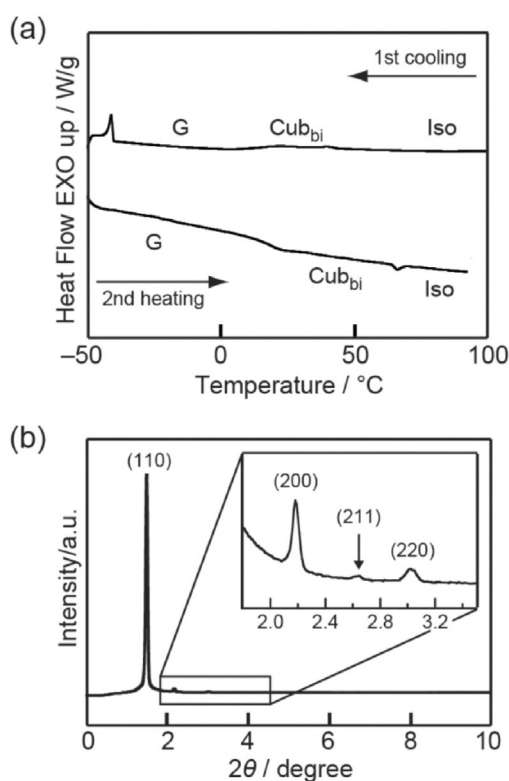 (a)
1st cooling
G Cub_bi Iso
G Cub_bi Iso
2nd heating
Heat Flow EXO up / W/g
–50 0 50 100
Temperature / °C
(b)
(110)
(200)
(211)
(220)
2.0 2.4 2.8 3.2
Intensity/a.u.
0 2 4 6 8 10
2θ / degree